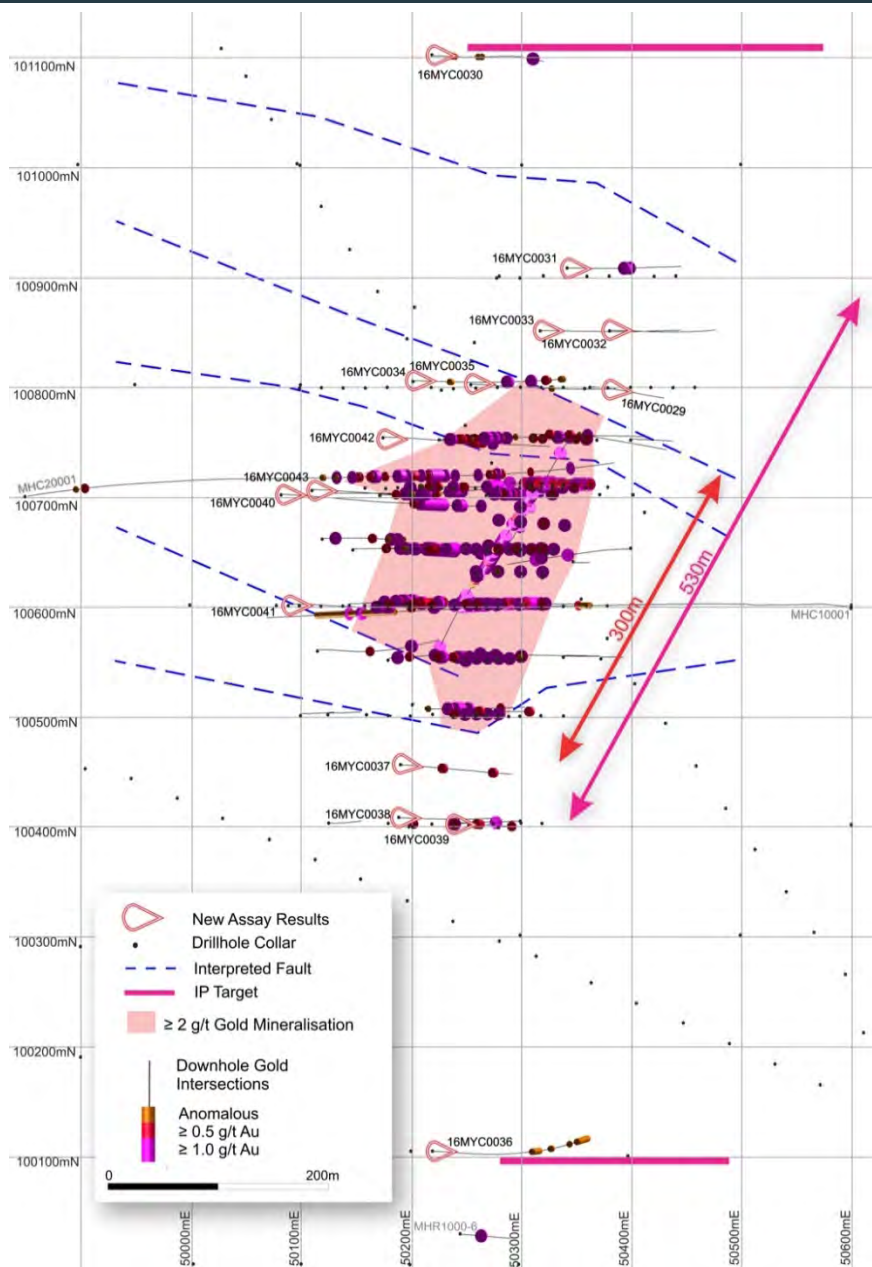 101100mN
16MYC0030
101000mN
16MYC0031
100900mN
16MYC0033
16MYC0032
16MYC0034
16MYC0035
100800mN
16MYC0029
16MYC0042
MHC20001
16MYC0043
16MYC0040
100700mN
300m
530m
100600mN
16MYC0041
MHC10001
100500mN
16MYC0037
16MYC0038
100400mN
16MYC0039
New Assay Results
Drillhole Collar
Interpreted Fault
IP Target
≥ 2 g/t Gold Mineralisation
Downhole Gold
Intersections
Anomalous
≥ 0.5 g/t Au
≥ 1.0 g/t Au
0 200m
100300mN
100200mN
100100mN
16MYC0036
MHR1000-6
50000mE
50100mE
50200mE
50300mE
50400mE
50500mE
50600mE